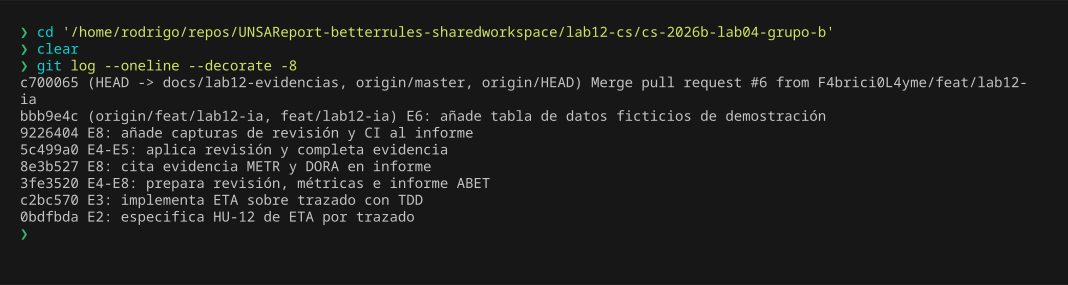 ❯ cd '/home/rodrigo/repos/UNSAReport-betterrules-sharedworkspace/lab12-cs/cs-2026b-lab04-grupo-b'
❯ clear
❯ git log --oneline --decorate -8
c700065 (HEAD -> docs/lab12-evidencias, origin/master, origin/HEAD) Merge pull request #6 from F4brici0L4yme/feat/lab12-
ia
bbb9e4c (origin/feat/lab12-ia, feat/lab12-ia) E6: añade tabla de datos ficticios de demostración
9226404 E8: añade capturas de revisión y CI al informe
5c499a0 E4-E5: aplica revisión y completa evidencia
8e3b527 E8: cita evidencia METR y DORA en informe
3fe3520 E4-E8: prepara revisión, métricas e informe ABET
c2bc570 E3: implementa ETA sobre trazado con TDD
0bdfbda E2: especifica HU-12 de ETA por trazado
❯